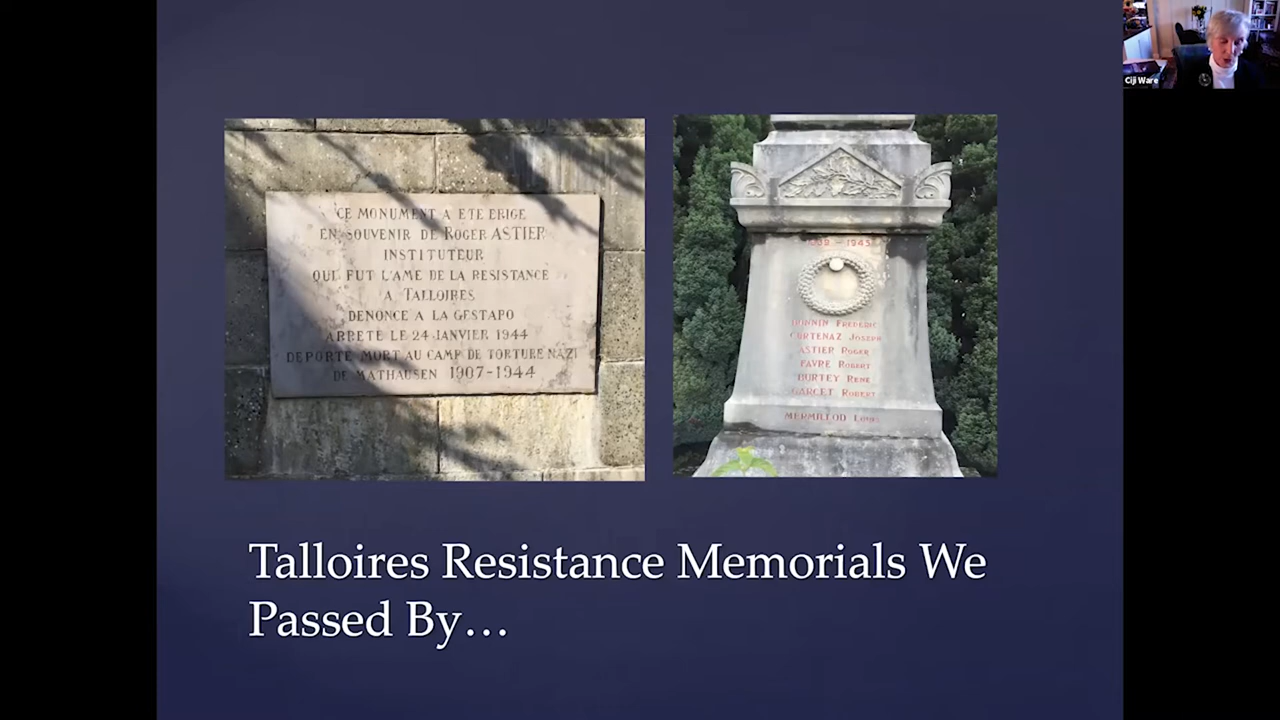 Ciji Ware
CE MONUMENT A ETE ERIGE
EN SOUVENIR DE ROGER ASTIER
INSTITUTEUR
QUI FUT L'AME DE LA RESISTANCE
A TALLOIRES
DENONCE A LA GESTAPO
ARRETE LE 24 JANVIER 1944
DEPORTE MORT AU CAMP DE TORTURE NAZI
DE MATHAUSEN 1907-1944
- 1945
FREDERIC
CURTENAZ JOSEPH
ASTIER ROGER
FAVRE ROBERT
BURTEY RENE
GARCET ROBERT
MERMILLOD LOUIS
Talloires Resistance Memorials We
Passed By...